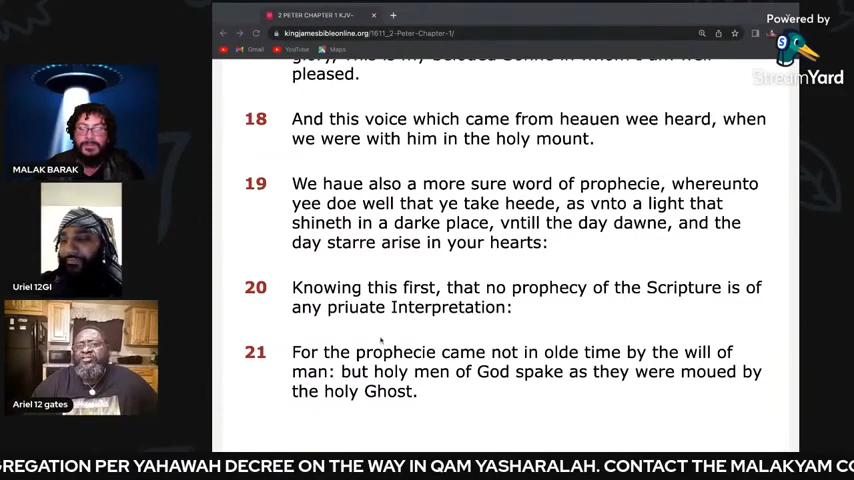 2 PETER CHAPTER 1 KJV-
Powered by
kingjamesbibleonline.org/1611_2-Peter-Chapter-1/
Gmail
YouTube
Maps
StreamYard
pleased.
18 And this voice which came from heauen wee heard, when
we were with him in the holy mount.
19 We haue also a more sure word of prophecie, whereunto
yee doe well that ye take heede, as vnto a light that
shineth in a darke place, vntill the day dawne, and the
day starre arise in your hearts:
20 Knowing this first, that no prophecy of the Scripture is of
any priuate Interpretation:
21 For the prophecie came not in olde time by the will of
man: but holy men of God spake as they were moued by
the holy Ghost.
MALAK BARAK
Uriel 12GI
Ariel 12 gates
GREGATION PER YAHAWAH DECREE ON THE WAY IN QAM YASHARALAH. CONTACT THE MALAKYAM CO